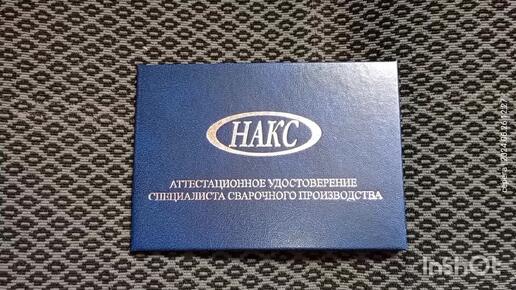 НАКС
АТТЕСТАЦИОННОЕ УДОСТОВЕРЕНИЕ
СПЕЦИАЛИСТА СВАРОЧНОГО ПРОИЗВОДСТВА
InShOt